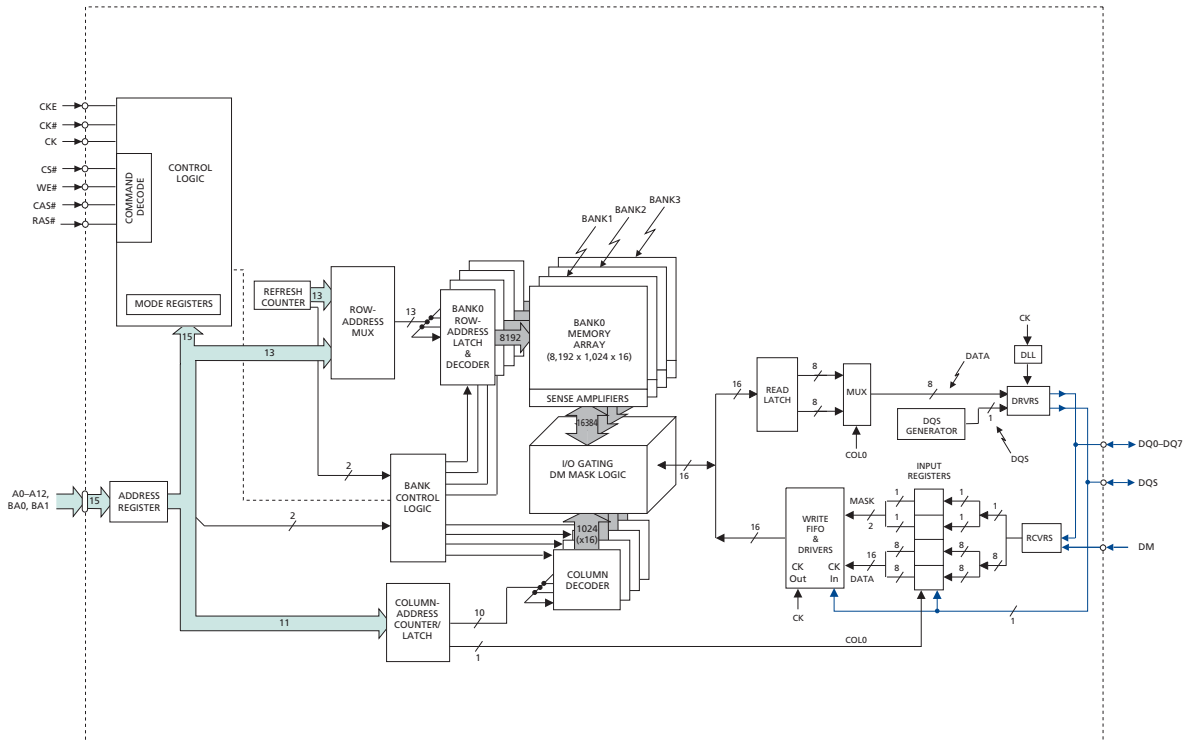 CKE
CK#
CK
CS#
WE#
CAS#
RAS#
COMMAND
DECODE
CONTROL
LOGIC
MODE REGISTERS
15
REFRESH
COUNTER
13
ROW-
ADDRESS
MUX
13
13
BANK0
ROW-
ADDRESS
LATCH
&
DECODER
8192
BANK1
BANK2
BANK3
BANK0
MEMORY
ARRAY
(8,192 x 1,024 x 16)
SENSE AMPLIFIERS
16384
I/O GATING
DM MASK LOGIC
16
2
BANK
CONTROL
LOGIC
2
A0–A12,
BA0, BA1
15
ADDRESS
REGISTER
1024
(x16)
COLUMN
DECODER
11
COLUMN-
ADDRESS
COUNTER/
LATCH
10
1
COL0
16
READ
LATCH
8
8
MUX
COL0
8
DATA
DQS
GENERATOR
1
DQS
CK
DLL
DRVRS
DQ0–DQ7
DQS
DM
INPUT
REGISTERS
16
WRITE
FIFO
&
DRIVERS
CK
Out
CK
In
CK
MASK
2
16
DATA
1
1
8
8
1
1
8
8
1
8
RCVRS
1